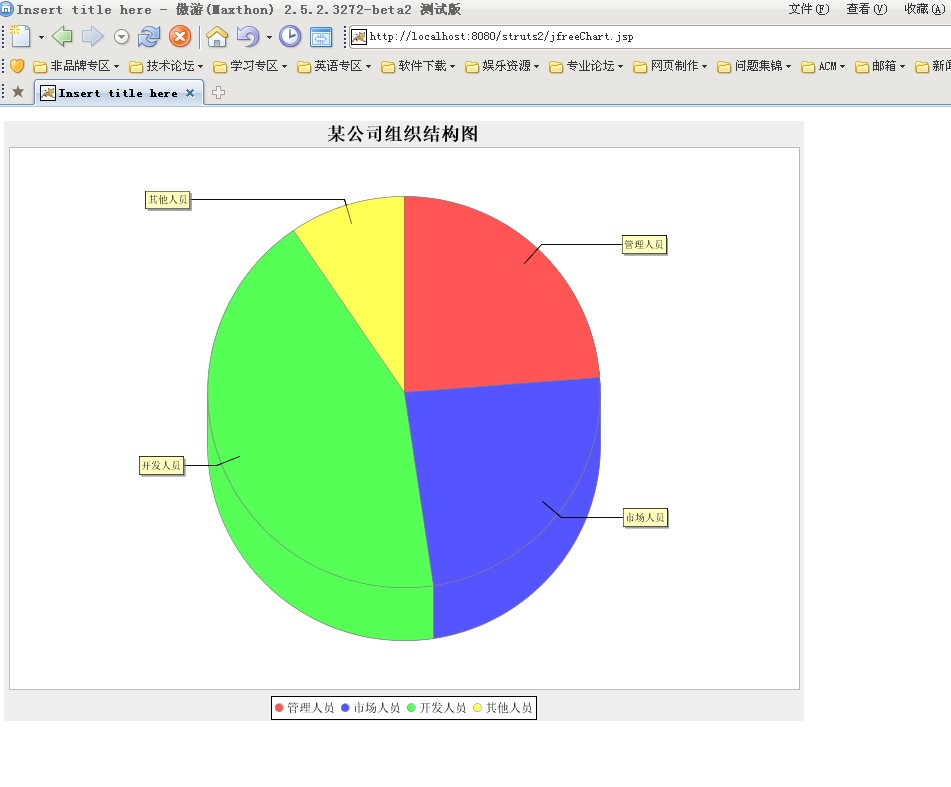 Insert title here - 傲游(Maxthon) 2.5.2.3272-beta2 测试版
文件(F) 查看(V) 收藏(A)
http://localhost:8080/struts2/jfreeChart.jsp
非品牌专区 技术论坛 学习专区 英语专区 软件下载 娱乐资源 专业论坛 网页制作 问题集锦 ACM 邮箱 新闻
Insert title here
某公司组织结构图
其他人员
管理人员
开发人员
市场人员
管理人员 市场人员 开发人员 其他人员